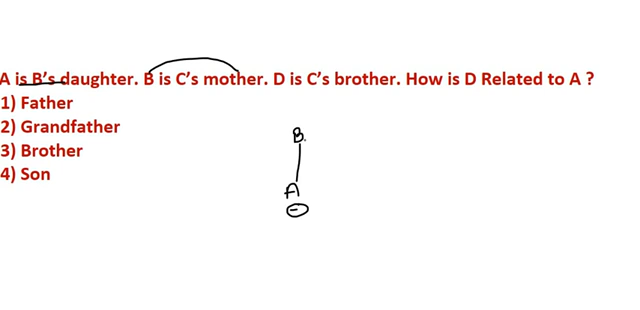 A is B's daughter. B is C's mother. D is C's brother. How is D Related to A ?
1) Father
2) Grandfather
3) Brother
4) Son
B
A